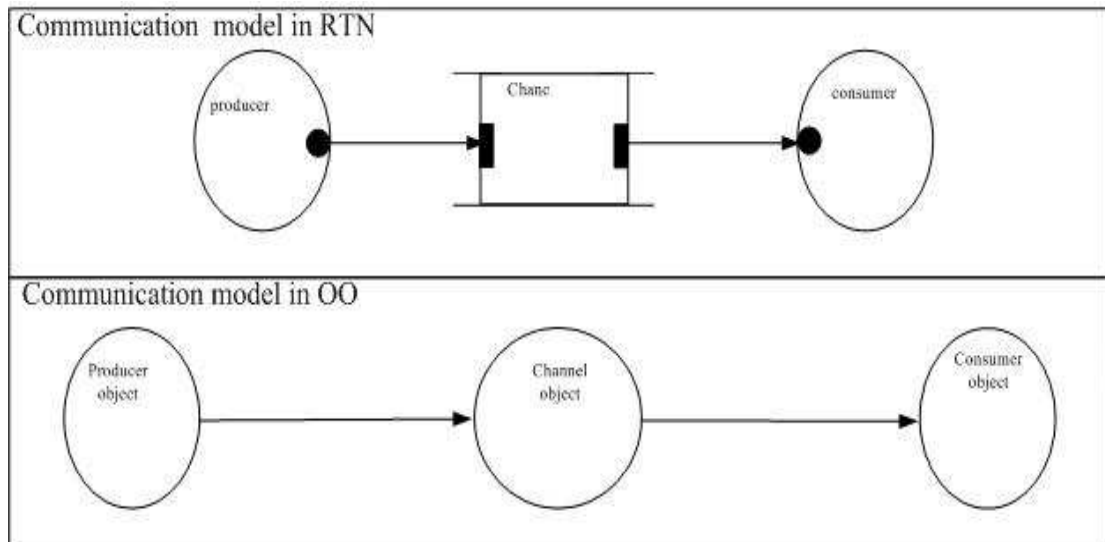 Communication model in RTN
producer
Chanc
consumer
Communication model in OO
Producer
object
Channel
object
Consumer
object